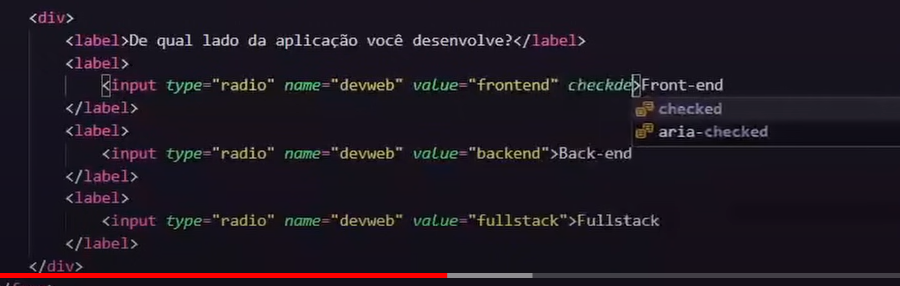 <div>
<label>De qual lado da aplicação você desenvolve?</label>
<label>
<input type="radio" name="devweb" value="frontend" checkde>Front-end
checked
</label>
aria-checked
<label>
<input type="radio" name="devweb" value="backend">Back-end
</label>
<label>
<input type="radio" name="devweb" value="fullstack">Fullstack
</label>
</div>